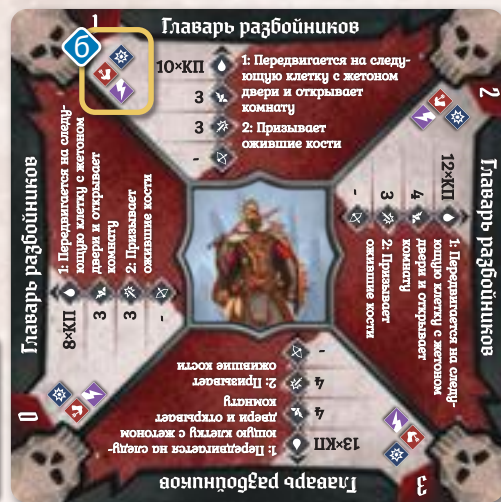 1
6
Главарь разбойников
10×КП
3
3
-
1: Передвигается на следу-
ющую клетку с жетоном
двери и открывает
комнату
2: Призывает
ожившие кости
2
Главарь разбойников
12×КП
4
3
-
1: Передвигается на следу-
ющую клетку с жетоном
двери и открывает
комнату
2: Призывает
ожившие кости
3
Главарь разбойников
13×КП
4
4
-
1: Передвигается на следу-
ющую клетку с жетоном
двери и открывает
комнату
2: Призывает
ожившие кости
0
Главарь разбойников
8×КП
3
3
-
1: Передвигается на следу-
ющую клетку с жетоном
двери и открывает
комнату
2: Призывает
ожившие кости